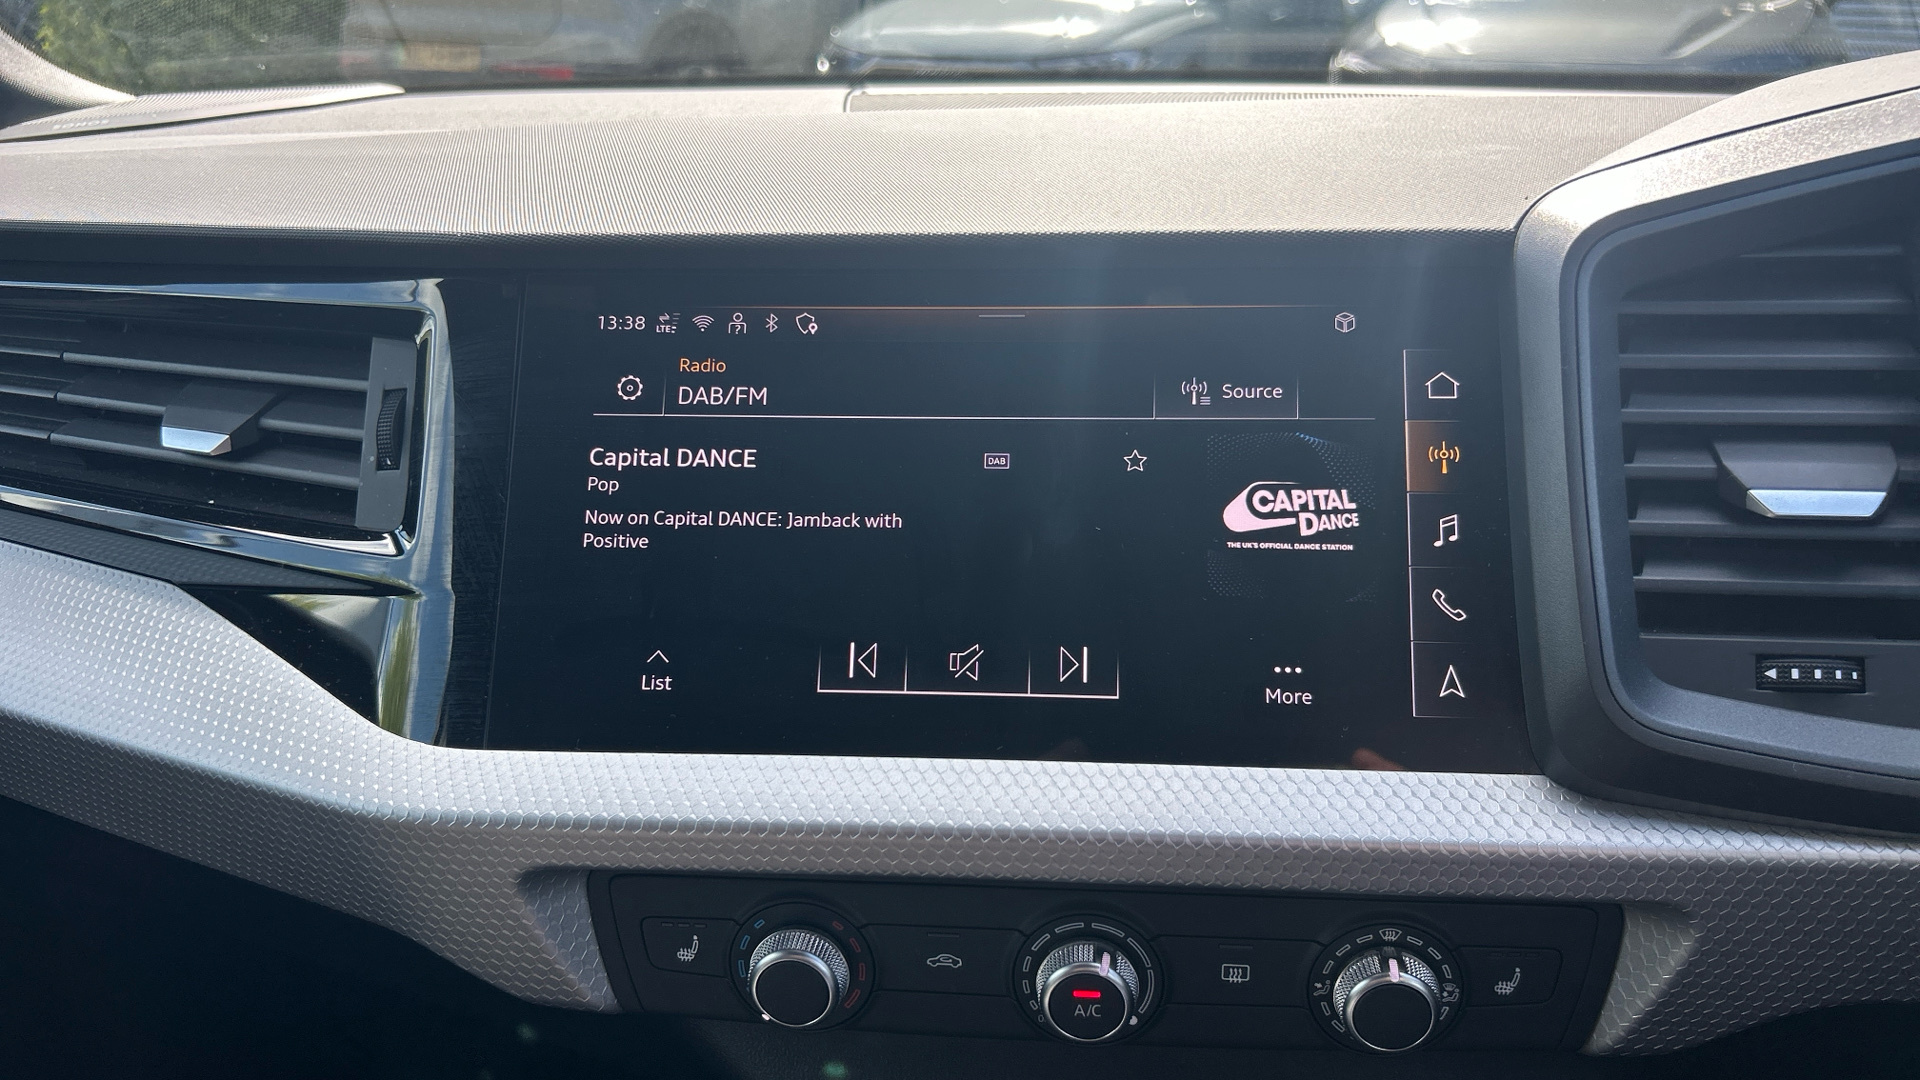 13:38 LTE
Radio
DAB/FM
Source
Capital DANCE
DAB
Pop
Now on Capital DANCE: Jamback with
Positive
CAPITAL
DANCE
THE UK'S OFFICIAL DANCE STATION
List
More
A/C